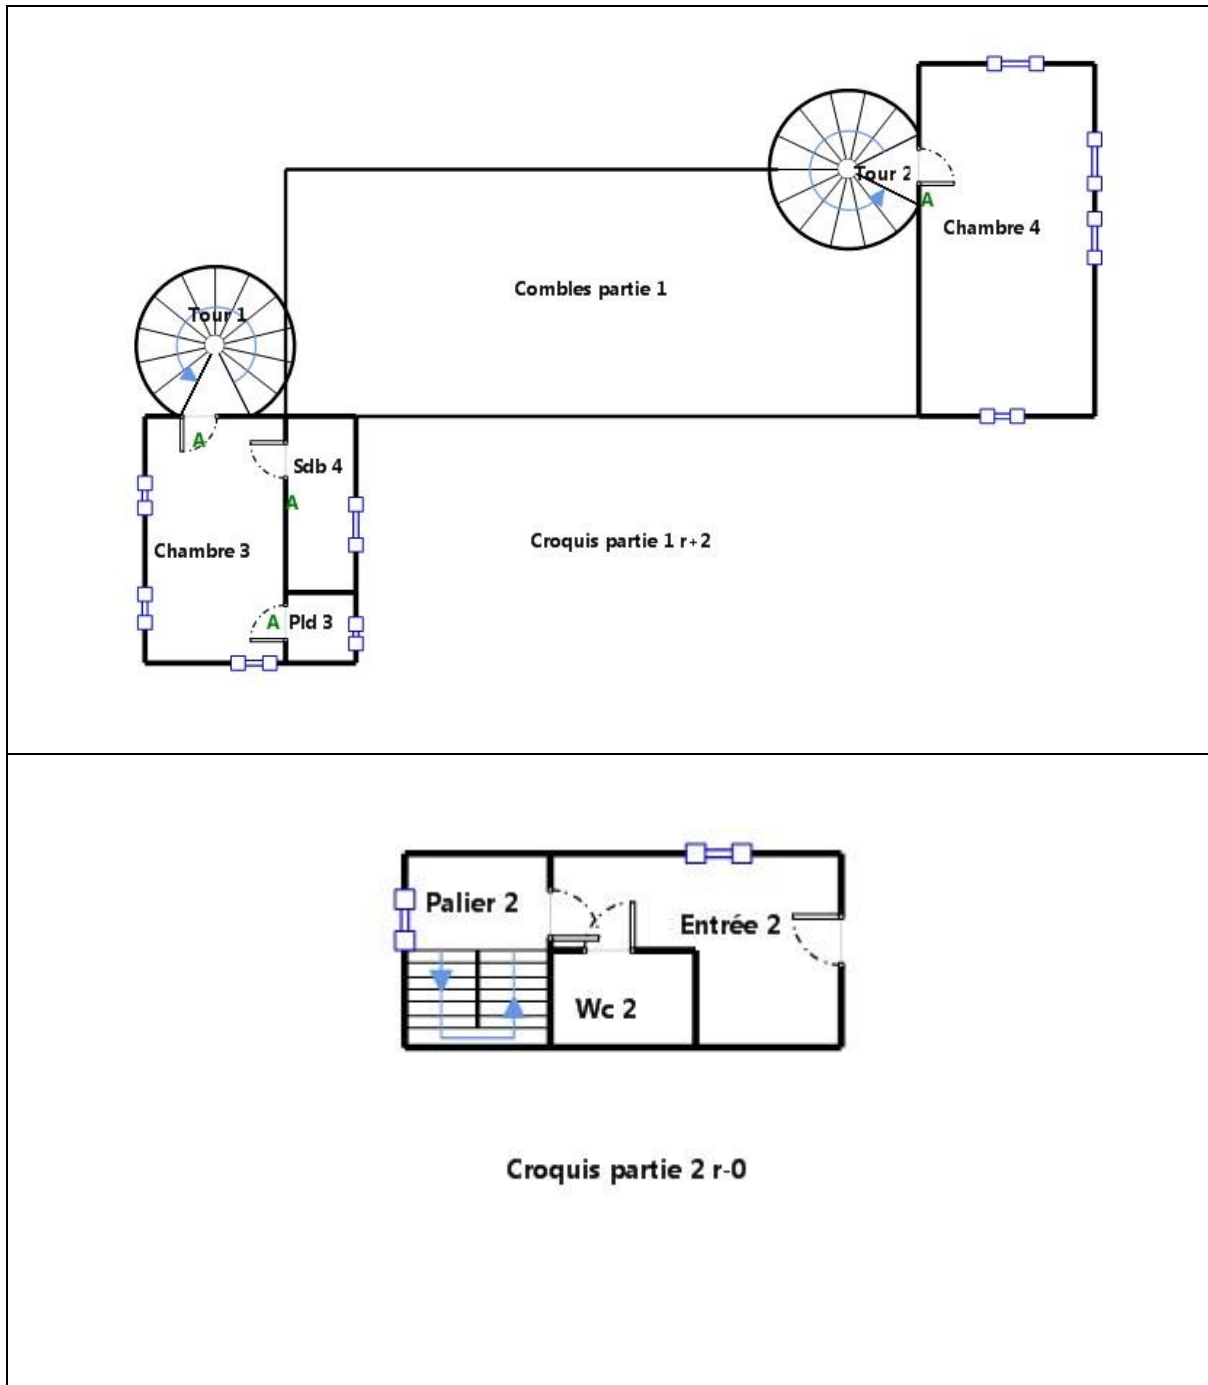 Tour 2
A
Chambre 4
Combles partie 1
Tour 1
A
Sdb 4
A
Chambre 3
Croquis partie 1 r+2
A Pld 3
Palier 2
Entrée 2
Wc 2
Croquis partie 2 r-0